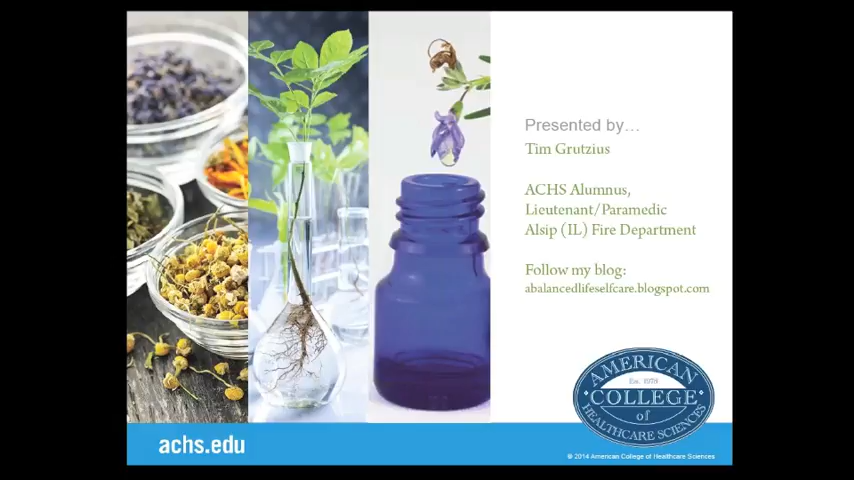 Presented by…
Tim Grutzius
ACHS Alumnus,
Lieutenant/Paramedic
Alsip (IL) Fire Department
Follow my blog:
abalancedlifeselfcare.blogspot.com
AMERICAN
Est. 1978
COLLEGE
of
HEALTHCARE SCIENCES
achs.edu
© 2014 American College of Healthcare Sciences